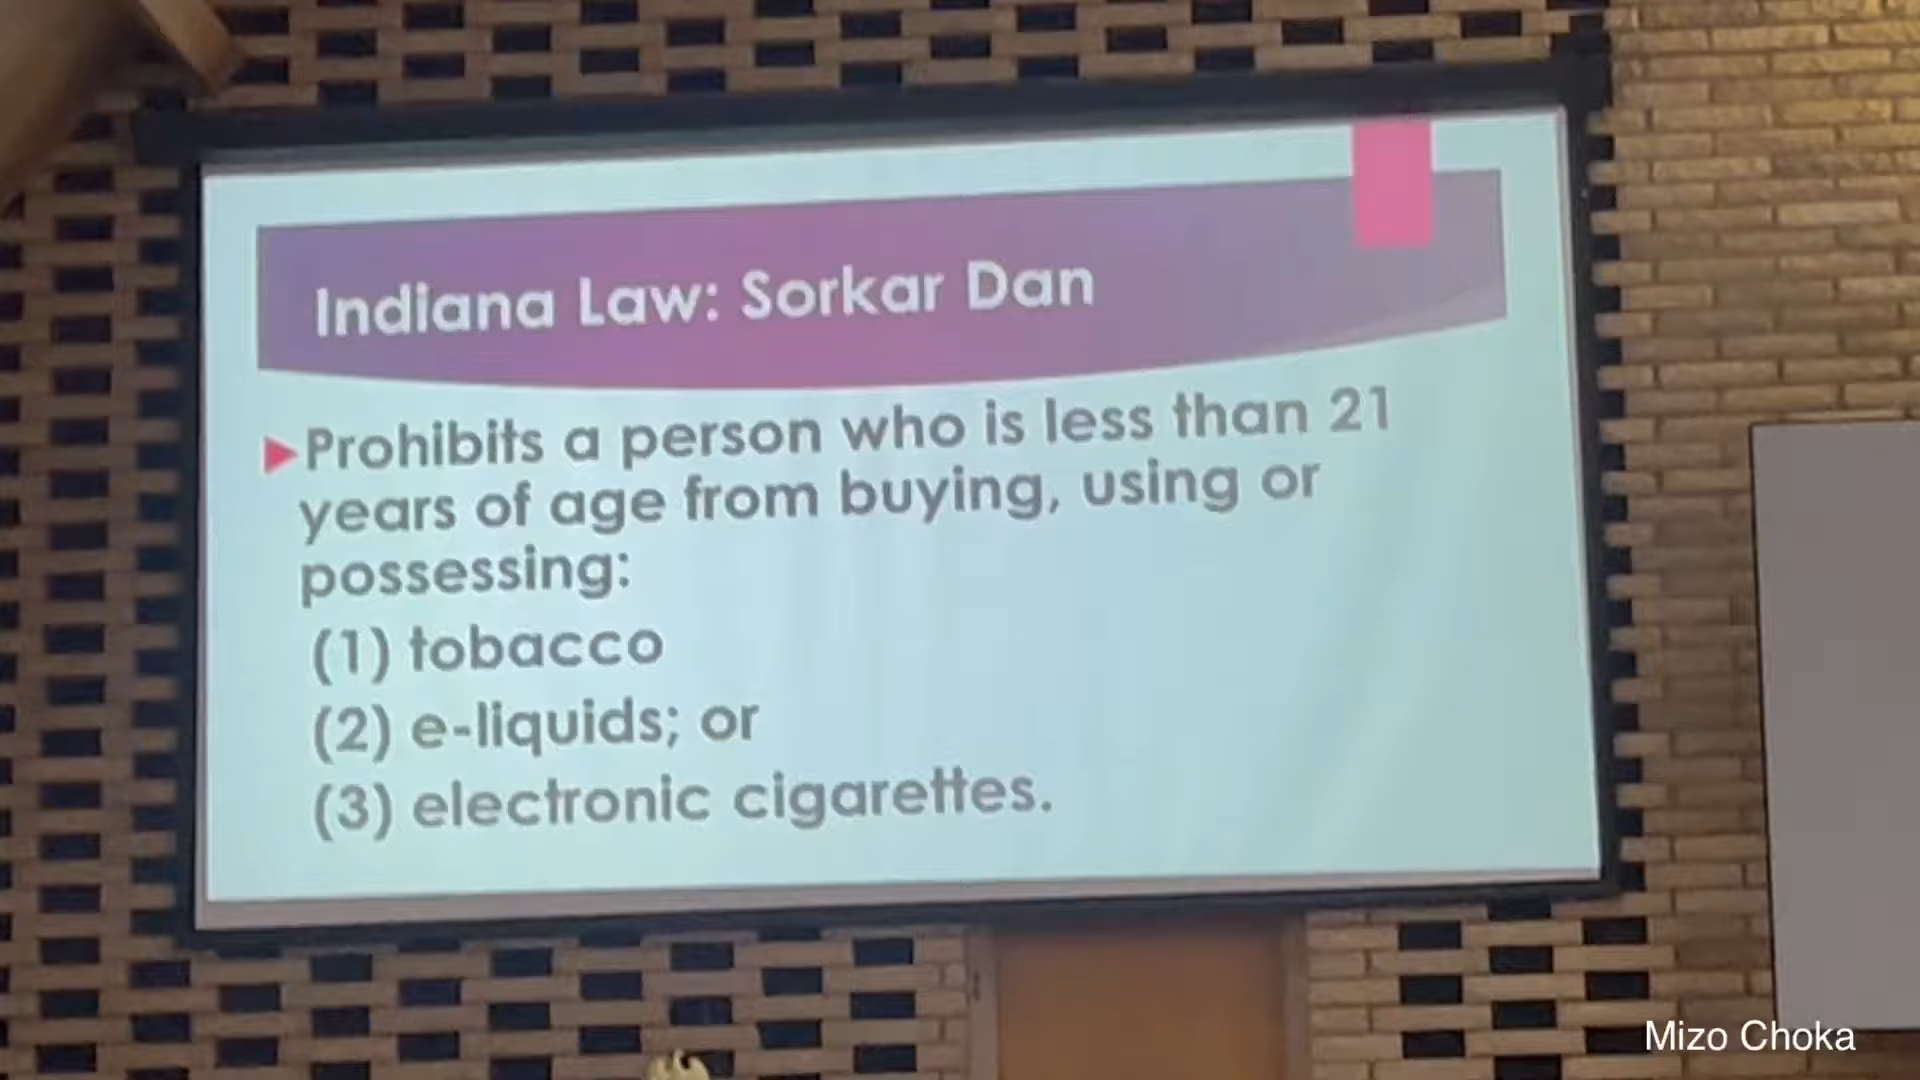 Indiana Law: Sorkar Dan
Prohibits a person who is less than 21
years of age from buying, using or
possessing:
(1) tobacco
(2) e-liquids; or
(3) electronic cigarettes.
Mizo Choka